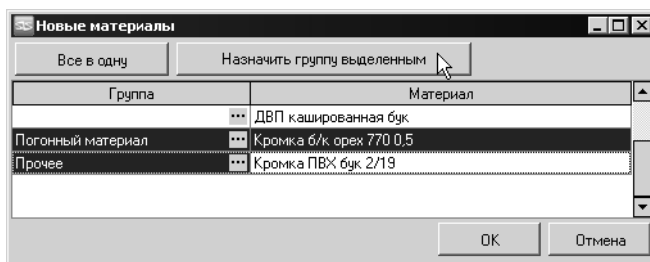 Новые материалы
Все в одну Назначить группу выделенным
Группа Материал
ДВП кашированная бук
Погонный материал Кромка б/к орех 770 0,5
Прочее Кромка ПВХ бук 2/19
OK Отмена